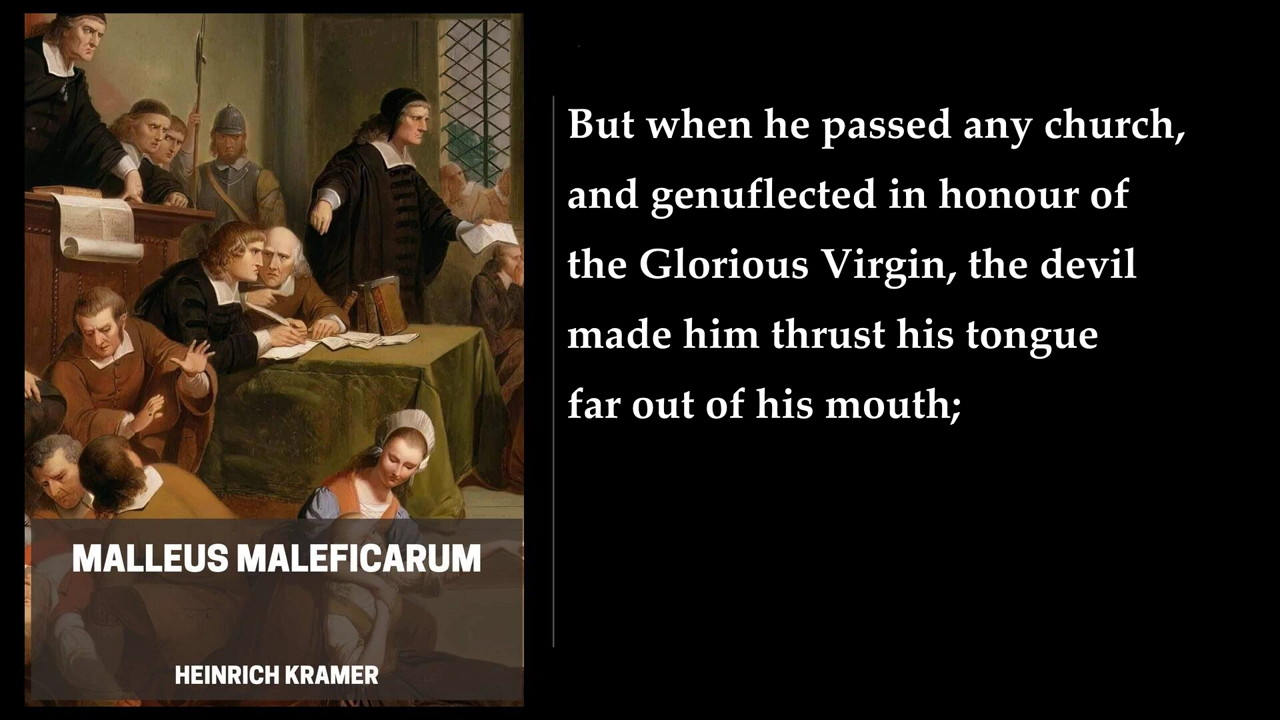 MALLEUS MALEFICARUM
HEINRICH KRAMER
But when he passed any church,
and genuflected in honour of
the Glorious Virgin, the devil
made him thrust his tongue
far out of his mouth;